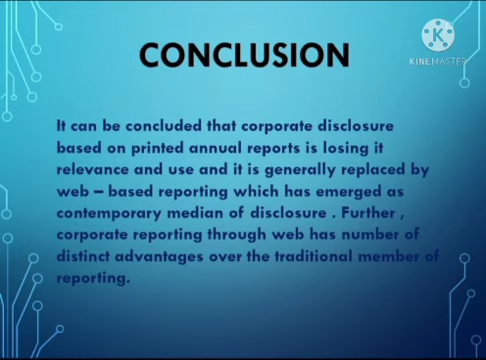 CONCLUSION
K
KINEMASTER
It can be concluded that corporate disclosure
based on printed annual reports is losing it
relevance and use and it is generally replaced by
web – based reporting which has emerged as
contemporary median of disclosure . Further ,
corporate reporting through web has number of
distinct advantages over the traditional member of
reporting.